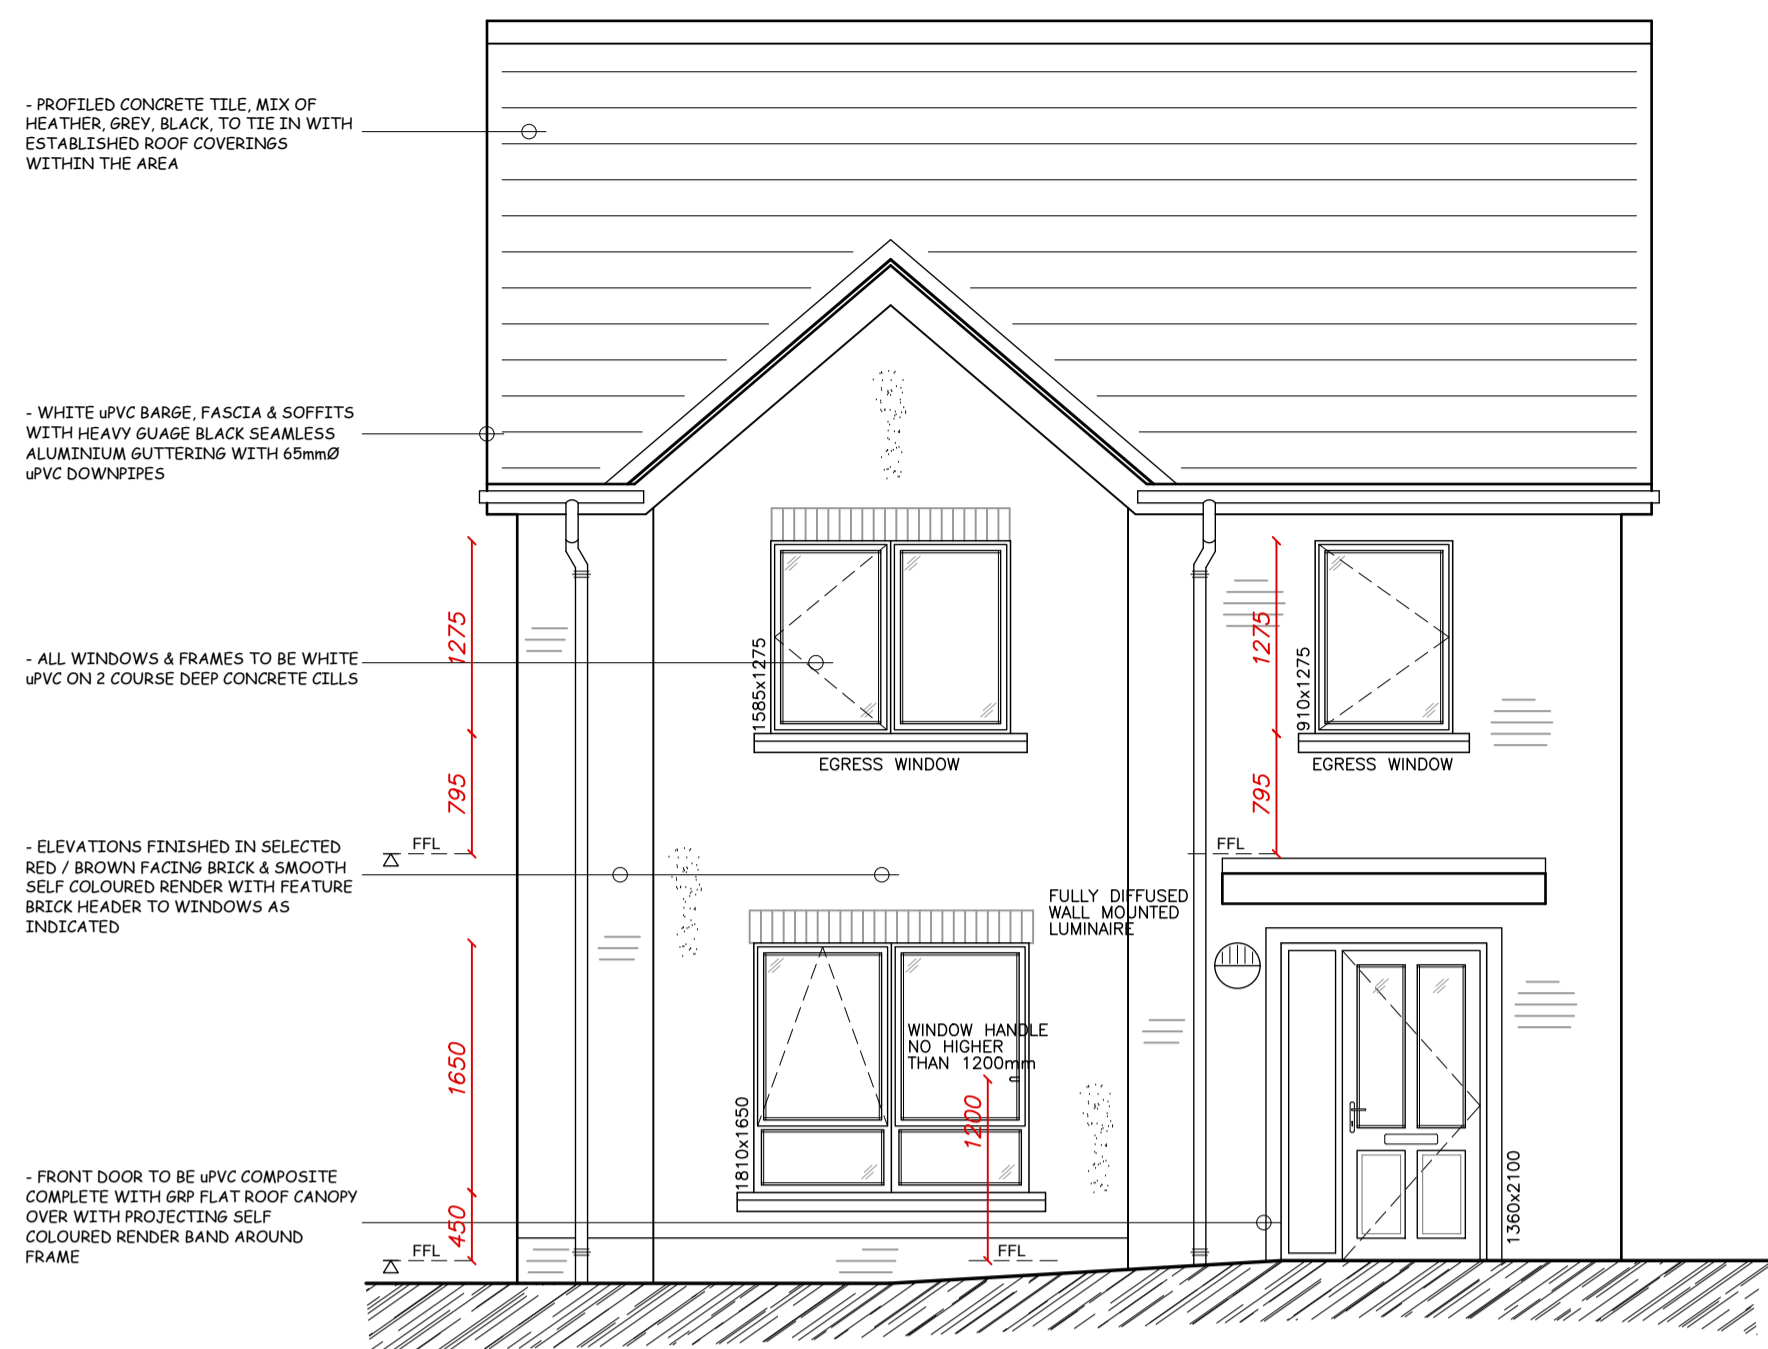 - PROFILED CONCRETE TILE, MIX OF
HEATHER, GREY, BLACK, TO TIE IN WITH
ESTABLISHED ROOF COVERINGS
WITHIN THE AREA
- WHITE uPVC BARGE, FASCIA & SOFFITS
WITH HEAVY GUAGE BLACK SEAMLESS
ALUMINIUM GUTTERING WITH 65mmØ
uPVC DOWNPIPES
- ALL WINDOWS & FRAMES TO BE WHITE
uPVC ON 2 COURSE DEEP CONCRETE CILLS
- ELEVATIONS FINISHED IN SELECTED
RED / BROWN FACING BRICK & SMOOTH
SELF COLOURED RENDER WITH FEATURE
BRICK HEADER TO WINDOWS AS
INDICATED
- FRONT DOOR TO BE uPVC COMPOSITE
COMPLETE WITH GRP FLAT ROOF CANOPY
OVER WITH PROJECTING SELF
COLOURED RENDER BAND AROUND
FRAME
1275
795
FFL
1650
450
FFL
1585x1275
EGRESS WINDOW
1275
910x1275
EGRESS WINDOW
795
FFL
FULLY DIFFUSED
WALL MOUNTED
LUMINAIRE
WINDOW HANDLE
NO HIGHER
THAN 1200mm
1200
1810x1650
FFL
1360x2100